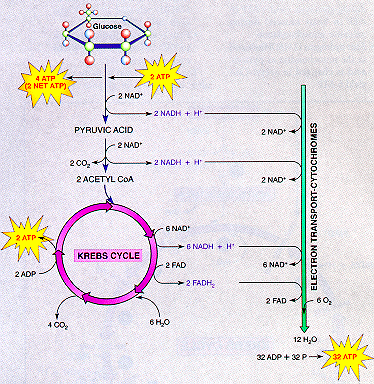 Glucose
4 ATP
(2 NET ATP)
2 ATP
2 NAD⁺
2 NADH + H⁺
2 NAD⁺
PYRUVIC ACID
2 NAD⁺
2 CO₂
2 NADH + H⁺
2 NAD⁺
2 ACETYL CoA
ELECTRON TRANSPORT-CYTOCHROMES
2 ATP
2 ADP
KREBS CYCLE
6 NAD⁺
6 NADH + H⁺
6 NAD⁺
2 FAD
2 FADH₂
2 FAD
6 O₂
4 CO₂
6 H₂O
12 H₂O
32 ADP + 32 P
32 ATP